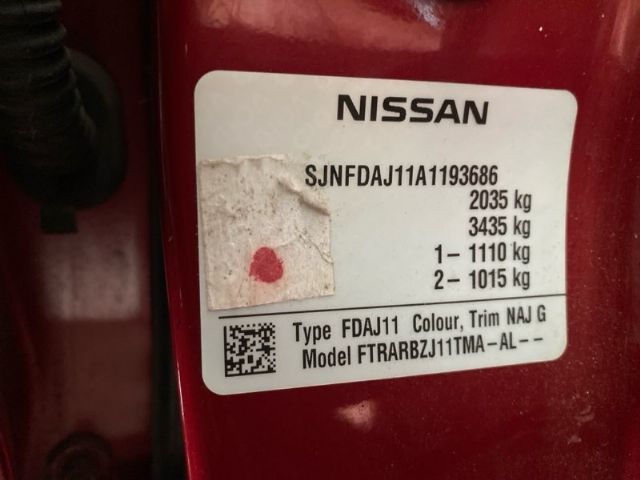 NISSAN
SJNFDAJ11A1193686
2035 kg
3435 kg
1– 1110 kg
2– 1015 kg
Type FDAJ11 Colour, Trim NAJ G
Model FTRARBZJ11TMA–AL––